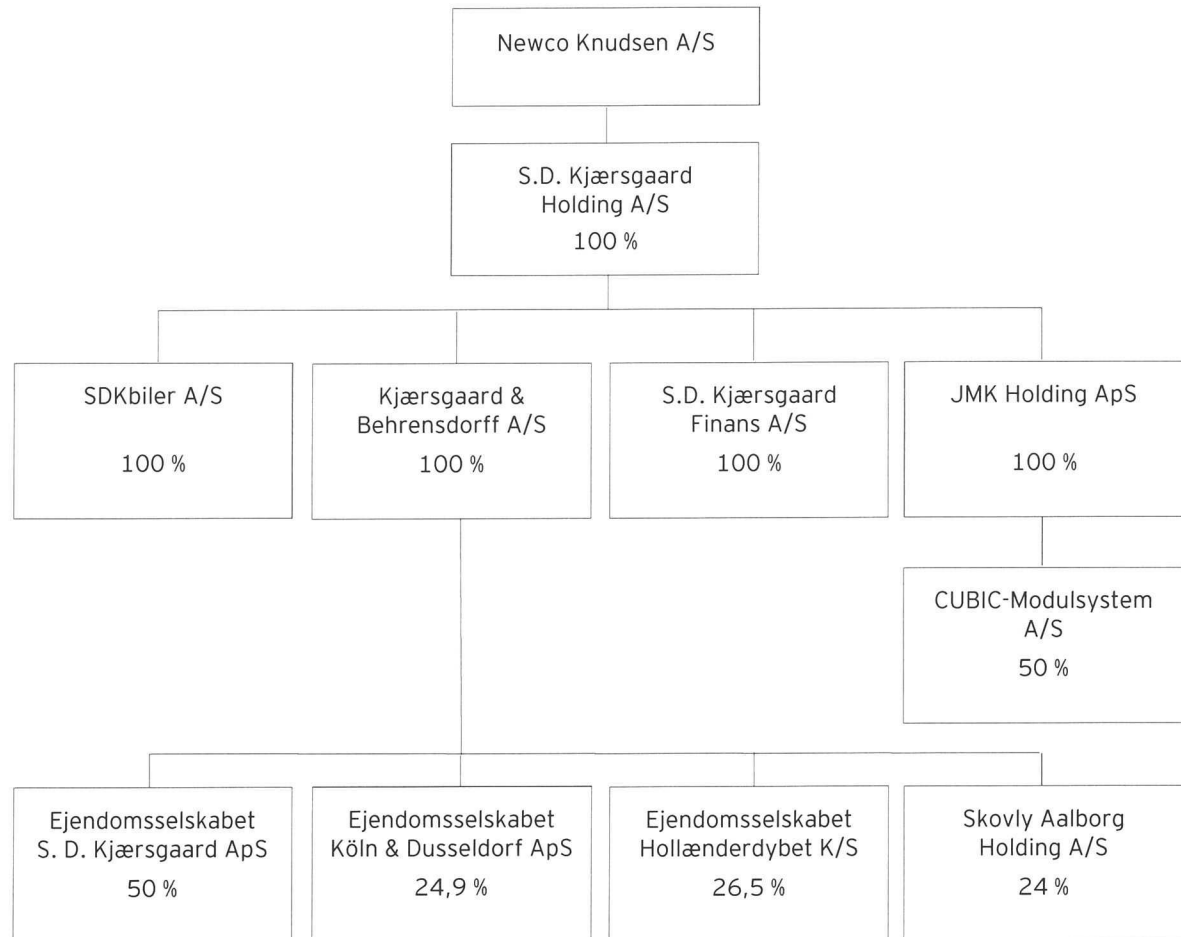 Newco Knudsen A/S
S.D. Kjærsgaard
Holding A/S
100 %
SDKbiler A/S
100 %
Kjærsgaard &
Behrensdorff A/S
100 %
S.D. Kjærsgaard
Finans A/S
100 %
JMK Holding ApS
100 %
CUBIC-Modulsystem
A/S
50 %
Ejendomsselskabet
S. D. Kjærsgaard ApS
50 %
Ejendomsselskabet
Köln & Dusseldorf ApS
24,9 %
Ejendomsselskabet
Hollænderdybet K/S
26,5 %
Skovly Aalborg
Holding A/S
24 %